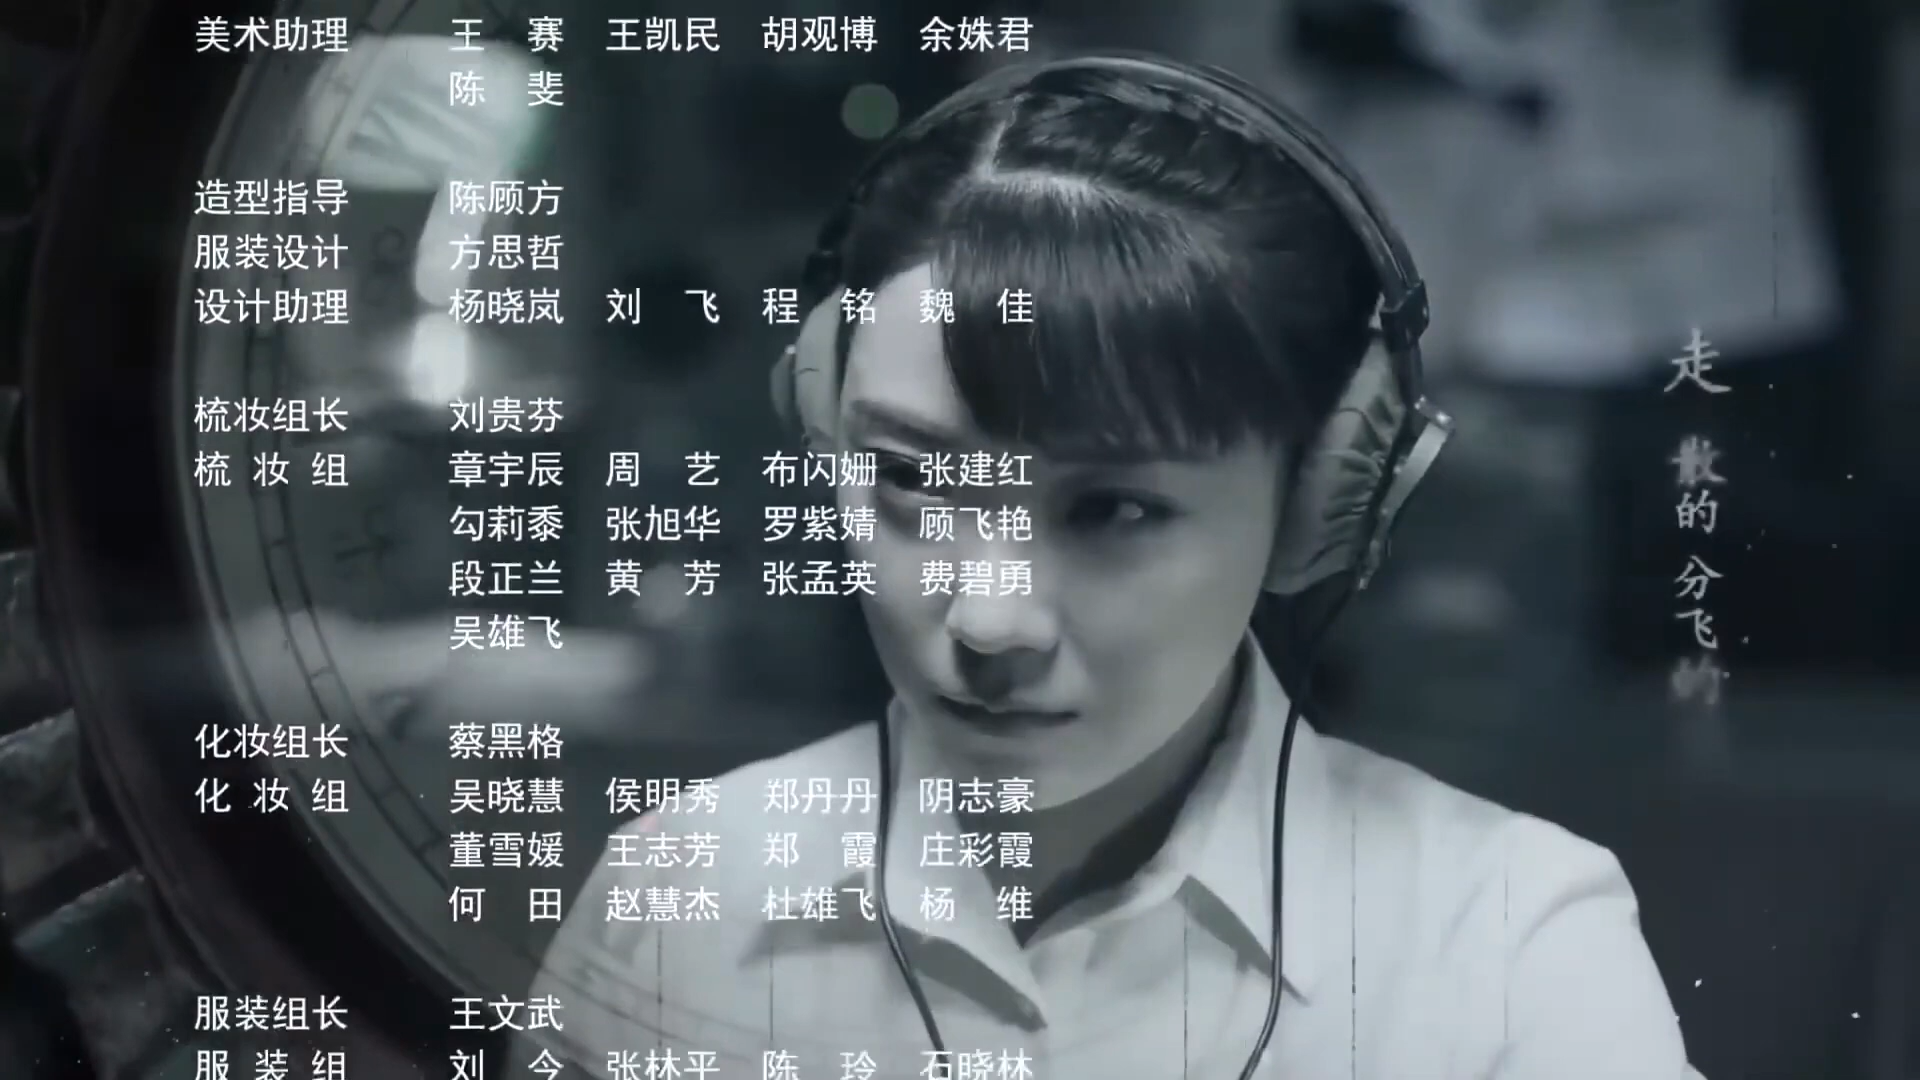 美术助理 王 赛 王凯民 胡观博 余姝君
陈 斐
造型指导 陈顾方
服装设计 方思哲
设计助理 杨晓岚 刘 飞 程 铭 魏 佳
梳妆组长 刘贵芬
梳 妆 组 章宇辰 周 艺 布闪姗 张建红
勾莉黍 张旭华 罗紫婧 顾飞艳
段正兰 黄 芳 张孟英 费碧勇
吴雄飞
化妆组长 蔡黑格
化 妆 组 吴晓慧 侯明秀 郑丹丹 阴志豪
董雪媛 王志芳 郑 霞 庄彩霞
何 田 赵慧杰 杜雄飞 杨 维
服装组长 王文武
服 装 组 刘 今 张林平 陈 玲 石晓林
走散的分飞的